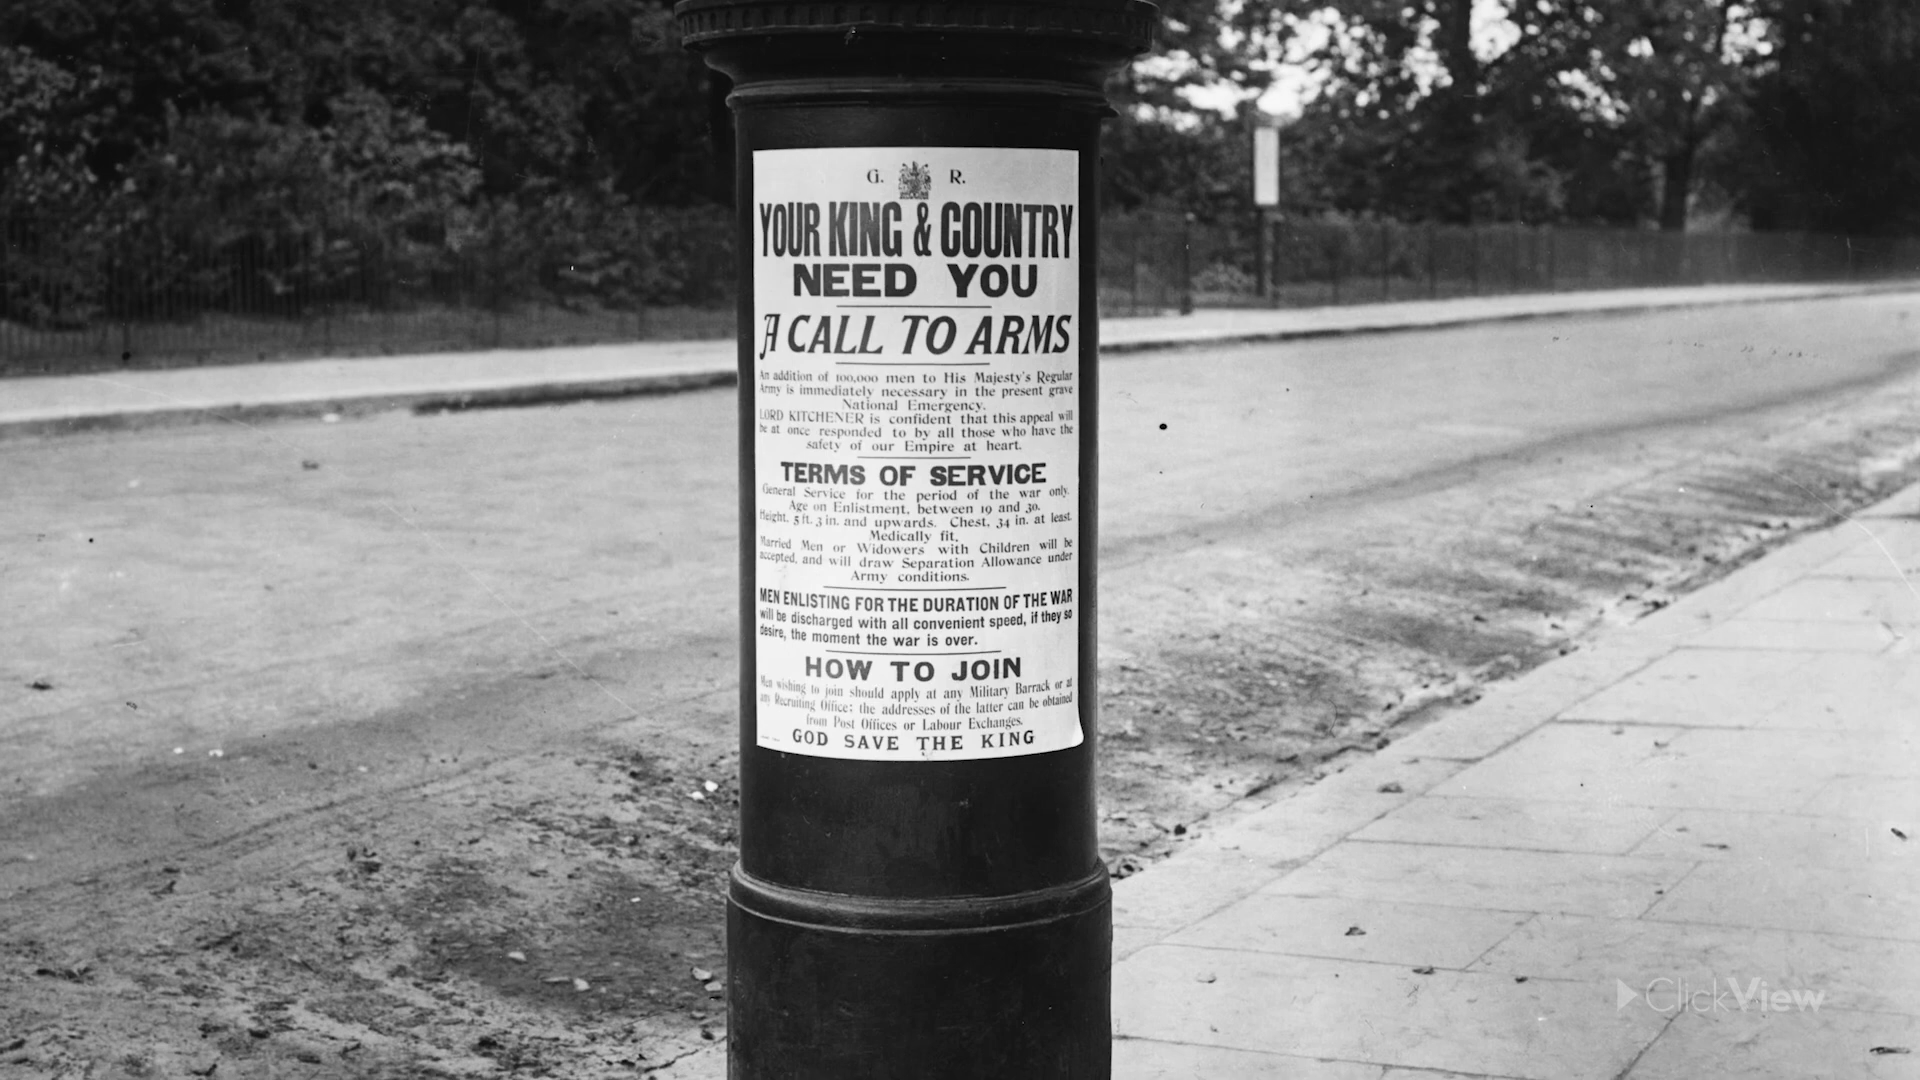 G. R.
YOUR KING & COUNTRY
NEED YOU
A CALL TO ARMS
An addition of 100,000 men to His Majesty's Regular
Army is immediately necessary in the present grave
National Emergency.
LORD KITCHENER is confident that this appeal will
be at once responded to by all those who have the
safety of our Empire at heart.
TERMS OF SERVICE
General Service for the period of the war only.
Age on Enlistment, between 19 and 30.
Height, 5 ft. 3 in. and upwards. Chest, 34 in. at least.
Medically fit.
Married Men or Widowers with Children will be
accepted, and will draw Separation Allowance under
Army conditions.
MEN ENLISTING FOR THE DURATION OF THE WAR
will be discharged with all convenient speed, if they so
desire, the moment the war is over.
HOW TO JOIN
Men wishing to join should apply at any Military Barrack or at
any Recruiting Office; the addresses of the latter can be obtained
from Post Offices or Labour Exchanges.
GOD SAVE THE KING
ClickView